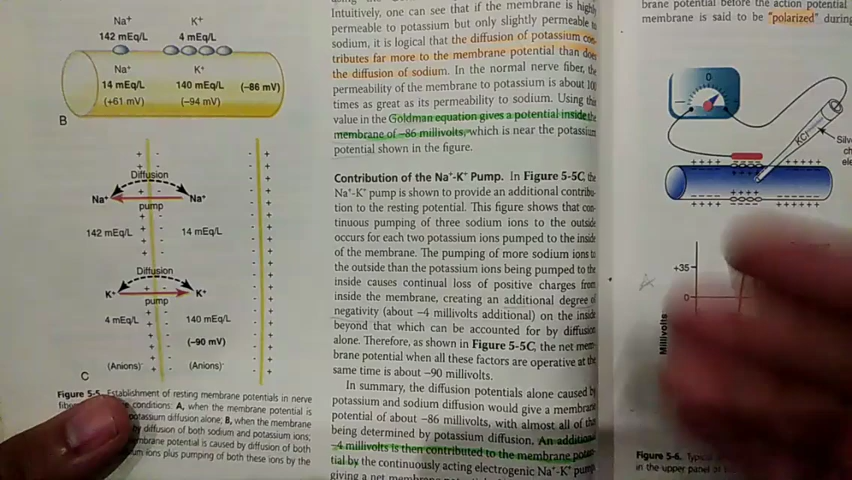 Na⁺ K⁺
142 mEq/L 4 mEq/L
Na⁺ K⁺
14 mEq/L 140 mEq/L (–86 mV)
(+61 mV) (–94 mV)
B
Diffusion
Na⁺ Na⁺
pump
142 mEq/L 14 mEq/L
Diffusion
K⁺ K⁺
pump
4 mEq/L 140 mEq/L
(–90 mV)
(Anions)⁻ (Anions)⁻
C
Figure 5-5. Establishment of resting membrane potentials in nerve
conditions: A, when the membrane potential is
potassium diffusion alone; B, when the membrane
by diffusion of both sodium and potassium ions;
membrane potential is caused by diffusion of both
ions plus pumping of both these ions by the
Intuitively, one can see that if the membrane is highly
permeable to potassium but only slightly permeable to
sodium, it is logical that the diffusion of potassium con-
tributes far more to the membrane potential than does
the diffusion of sodium. In the normal nerve fiber, the
permeability of the membrane to potassium is about 100
times as great as its permeability to sodium. Using this
value in the Goldman equation gives a potential inside the
membrane of –86 millivolts, which is near the potassium
potential shown in the figure.
Contribution of the Na⁺-K⁺ Pump. In Figure 5-5C, the
Na⁺-K⁺ pump is shown to provide an additional contribu-
tion to the resting potential. This figure shows that con-
tinuous pumping of three sodium ions to the outside
occurs for each two potassium ions pumped to the inside
of the membrane. The pumping of more sodium ions to
the outside than the potassium ions being pumped to the
inside causes continual loss of positive charges from
inside the membrane, creating an additional degree of
negativity (about –4 millivolts additional) on the inside
beyond that which can be accounted for by diffusion
alone. Therefore, as shown in Figure 5-5C, the net mem-
brane potential when all these factors are operative at the
same time is about –90 millivolts.
In summary, the diffusion potentials alone caused by
potassium and sodium diffusion would give a membrane
potential of about –86 millivolts, with almost all of this
being determined by potassium diffusion. An additional
–4 millivolts is then contributed to the membrane poten-
tial by the continuously acting electrogenic Na⁺-K⁺ pump,
giving a net membrane
brane potential before the action potential
membrane is said to be "polarized" during
0
– +
KCl
+35
0
Millivolts
Figure 5-6. Typical
in the upper panel of